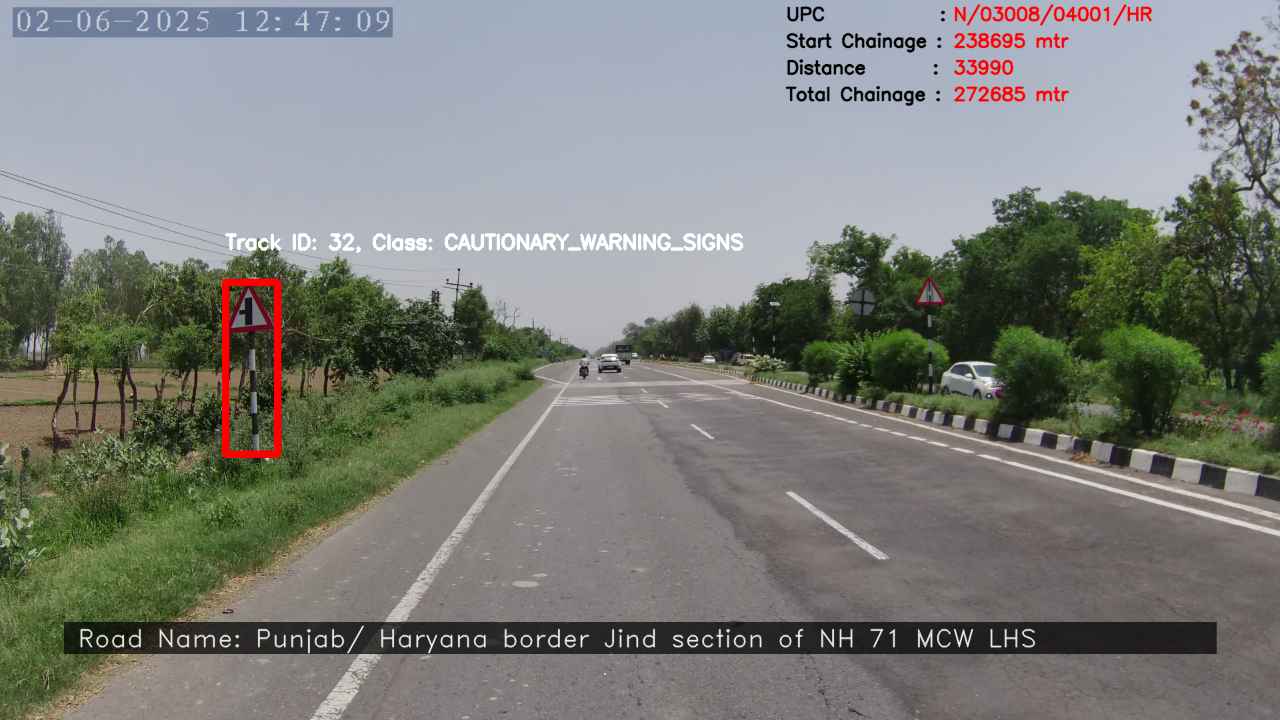 02-06-2025 12:47:09
UPC : N/03008/04001/HR
Start Chainage : 238695 mtr
Distance : 33990
Total Chainage : 272685 mtr
Track ID: 32, Class: CAUTIONARY_WARNING_SIGNS
Road Name: Punjab/ Haryana border Jind section of NH 71 MCW LHS